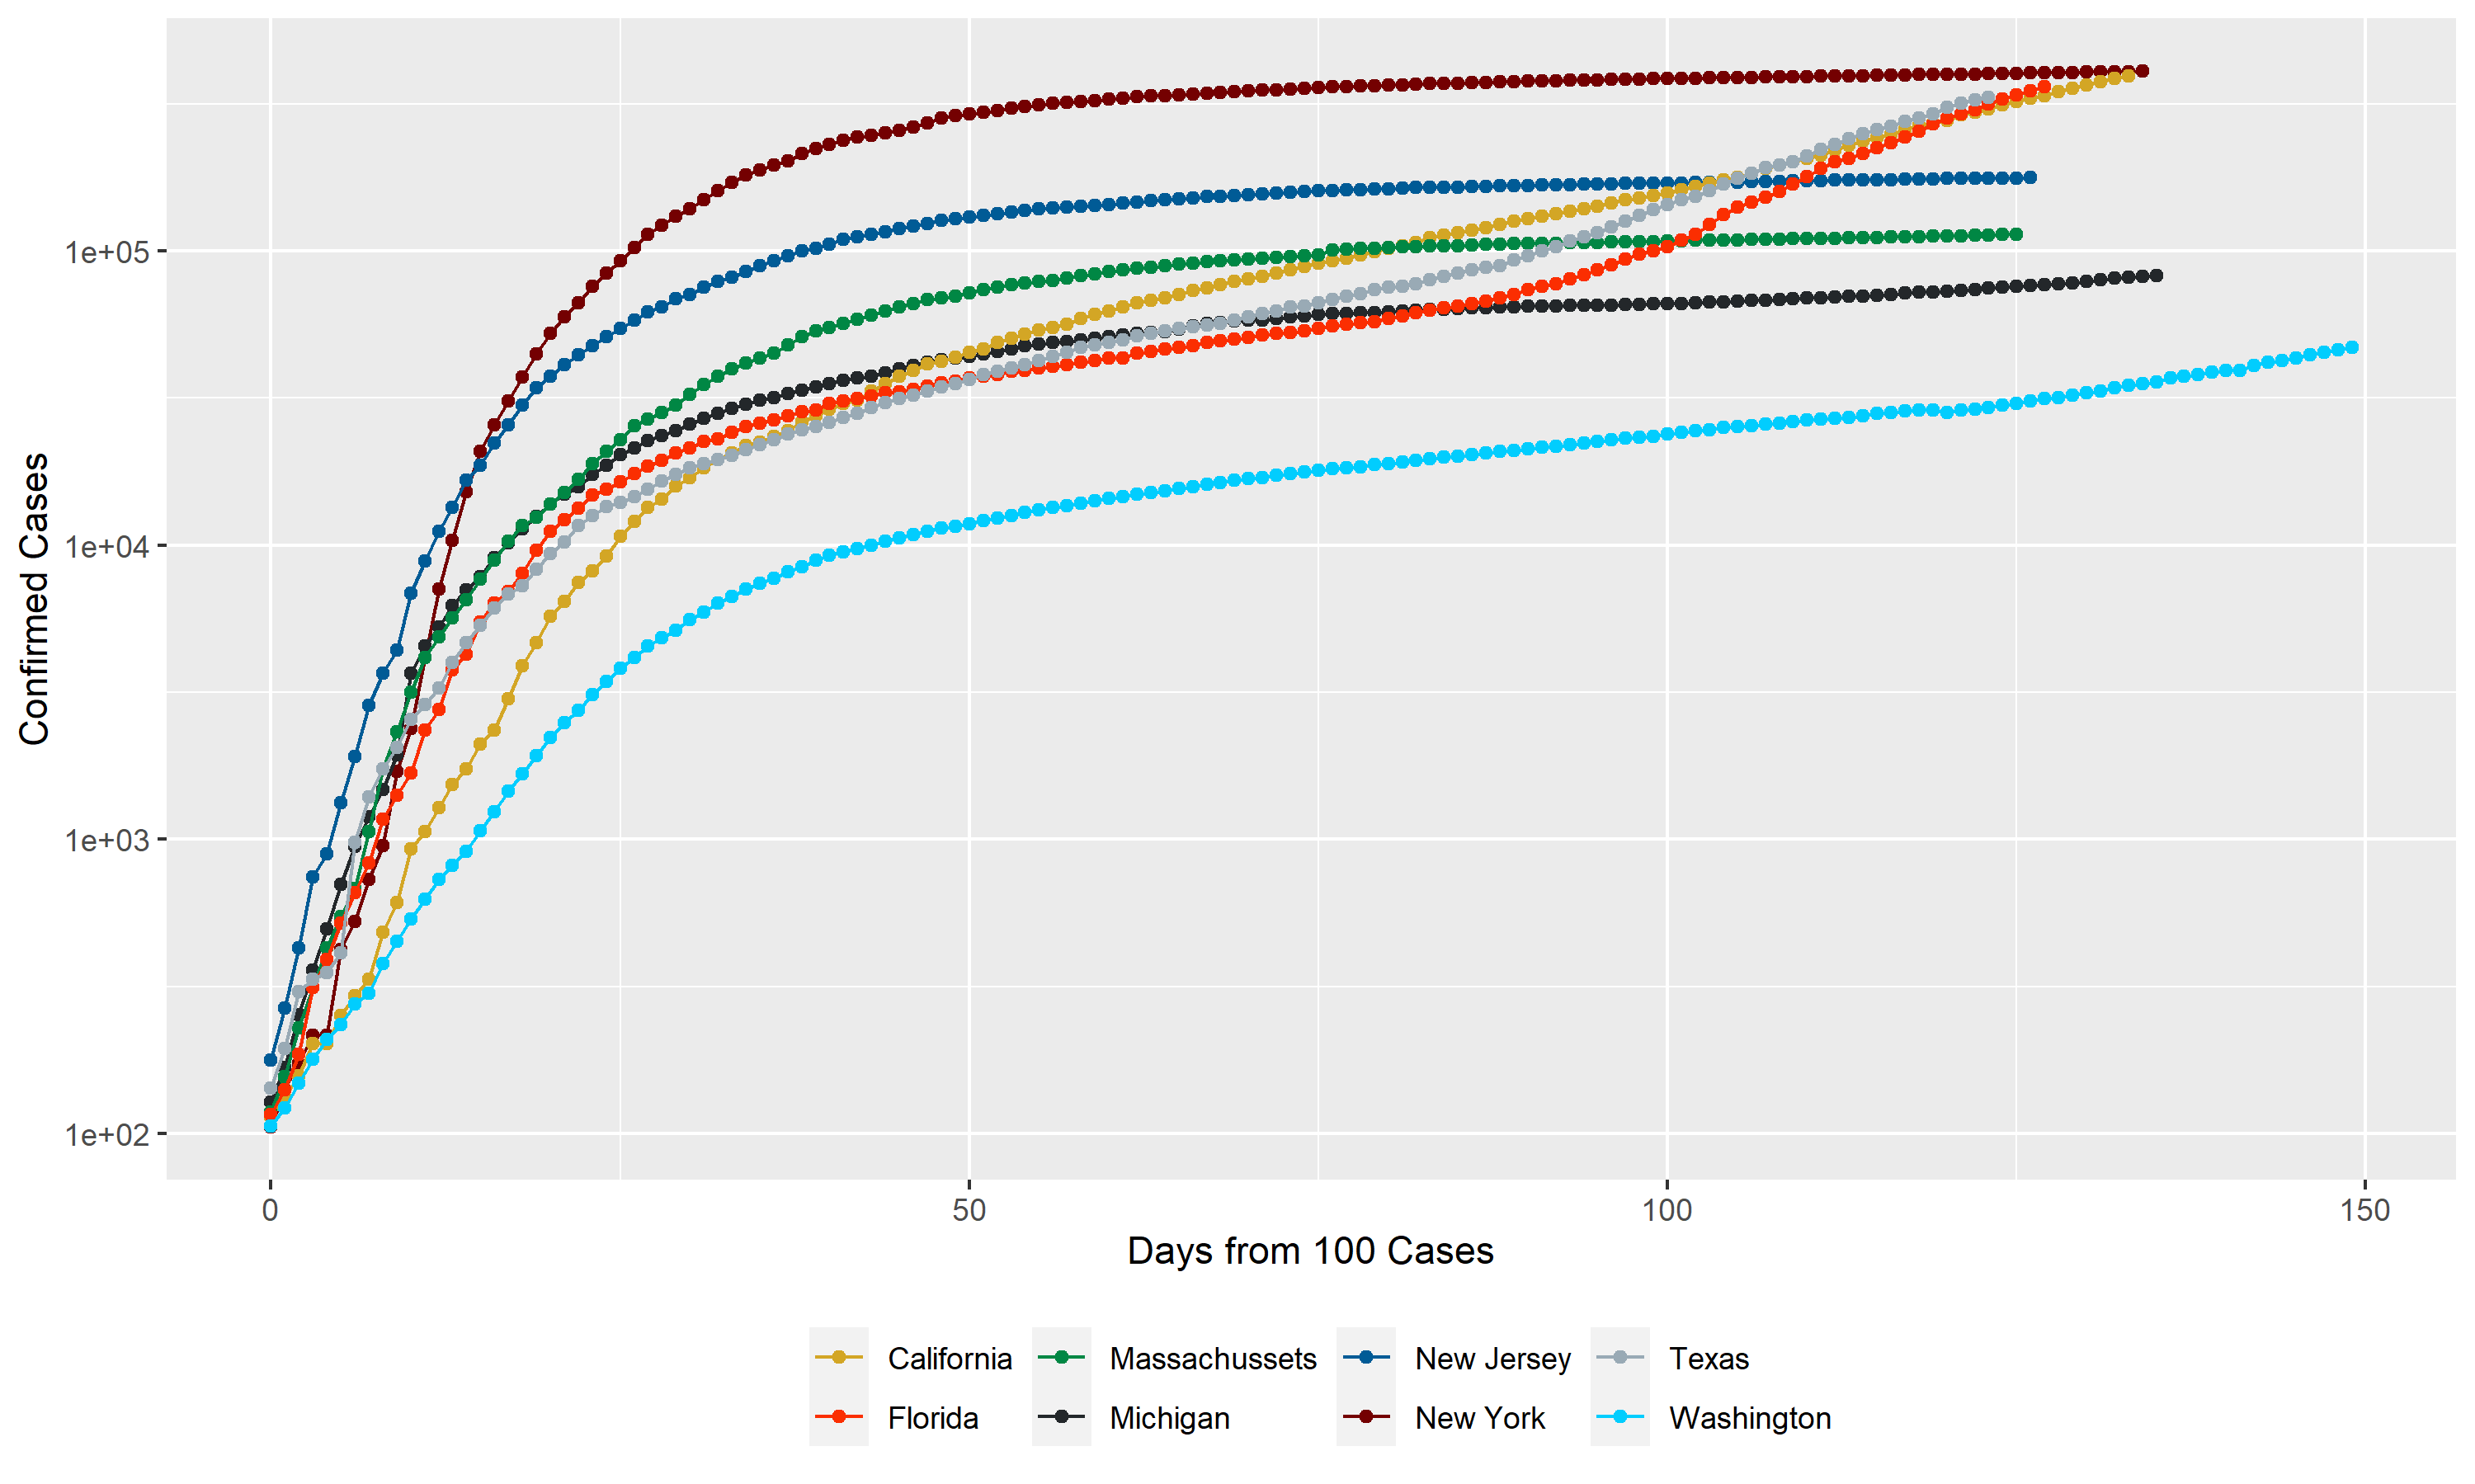 Confirmed Cases
1e+05
1e+04
1e+03
1e+02
0 50 100 150
Days from 100 Cases
California Massachussets New Jersey Texas
Florida Michigan New York Washington